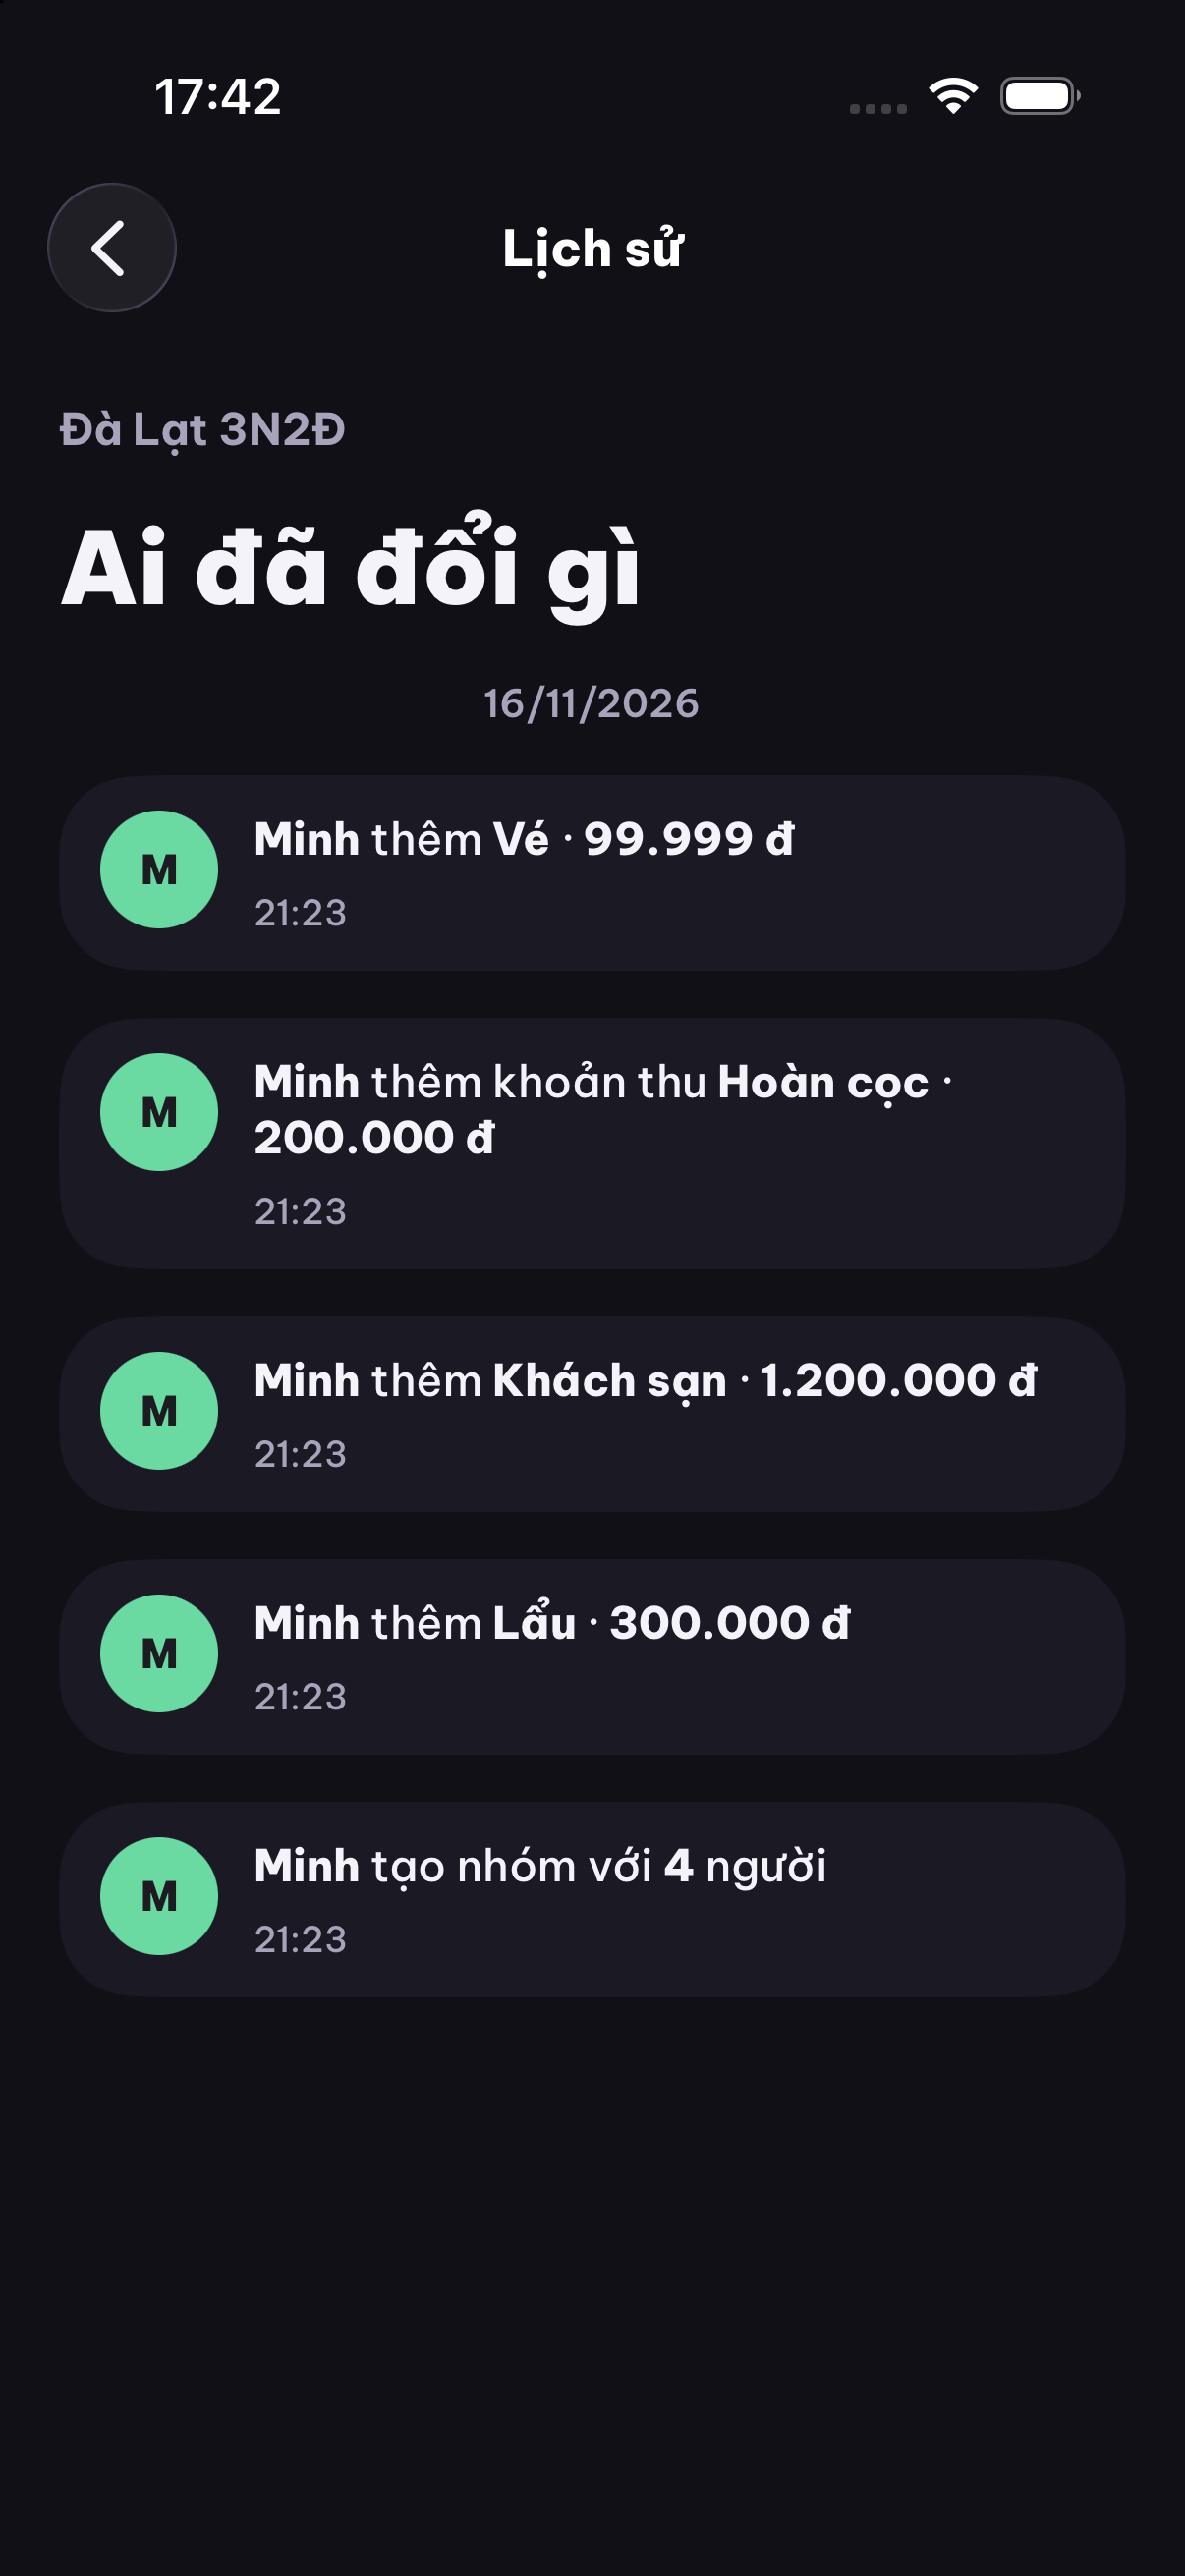 17:42
Lịch sử
Đà Lạt 3N2Đ
Ai đã đổi gì
16/11/2026
M
Minh thêm Vé · 99.999 đ
21:23
M
Minh thêm khoản thu Hoàn cọc ·
200.000 đ
21:23
M
Minh thêm Khách sạn · 1.200.000 đ
21:23
M
Minh thêm Lẩu · 300.000 đ
21:23
M
Minh tạo nhóm với 4 người
21:23